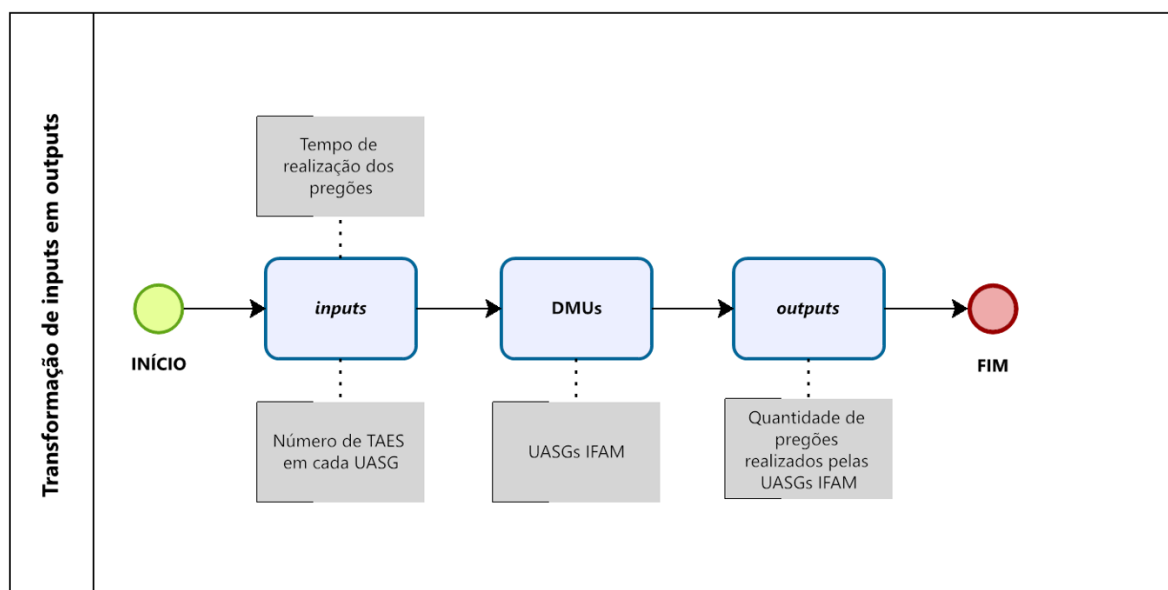 Transformação de inputs em outputs
Tempo de
realização dos
pregões
INÍCIO
inputs
DMUs
outputs
FIM
Número de TAES
em cada UASG
UASGs IFAM
Quantidade de
pregões
realizados pelas
UASGs IFAM